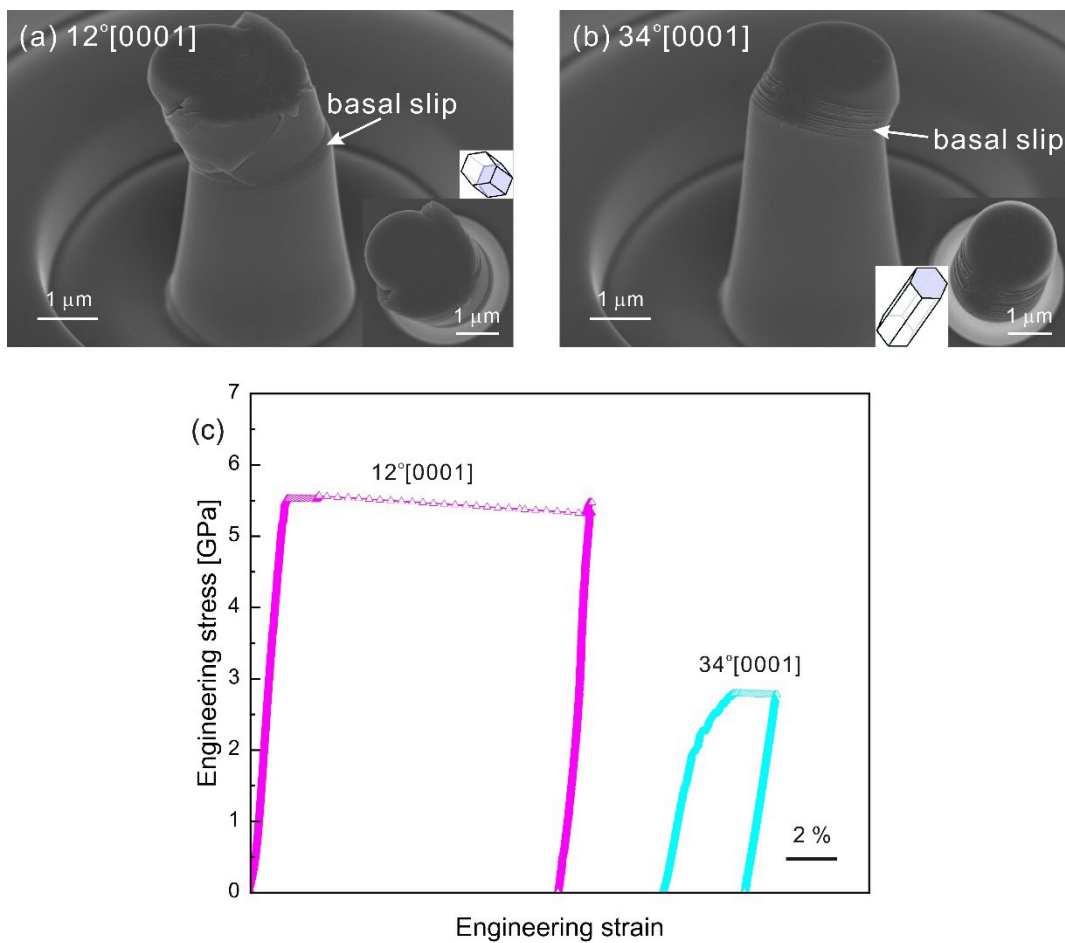 (a) 12°[0001]
basal slip
1 μm
1 μm
(b) 34°[0001]
basal slip
1 μm
1 μm
(c)
7
6
5
4
3
2
1
0
Engineering stress [GPa]
12°[0001]
34°[0001]
2 %
Engineering strain